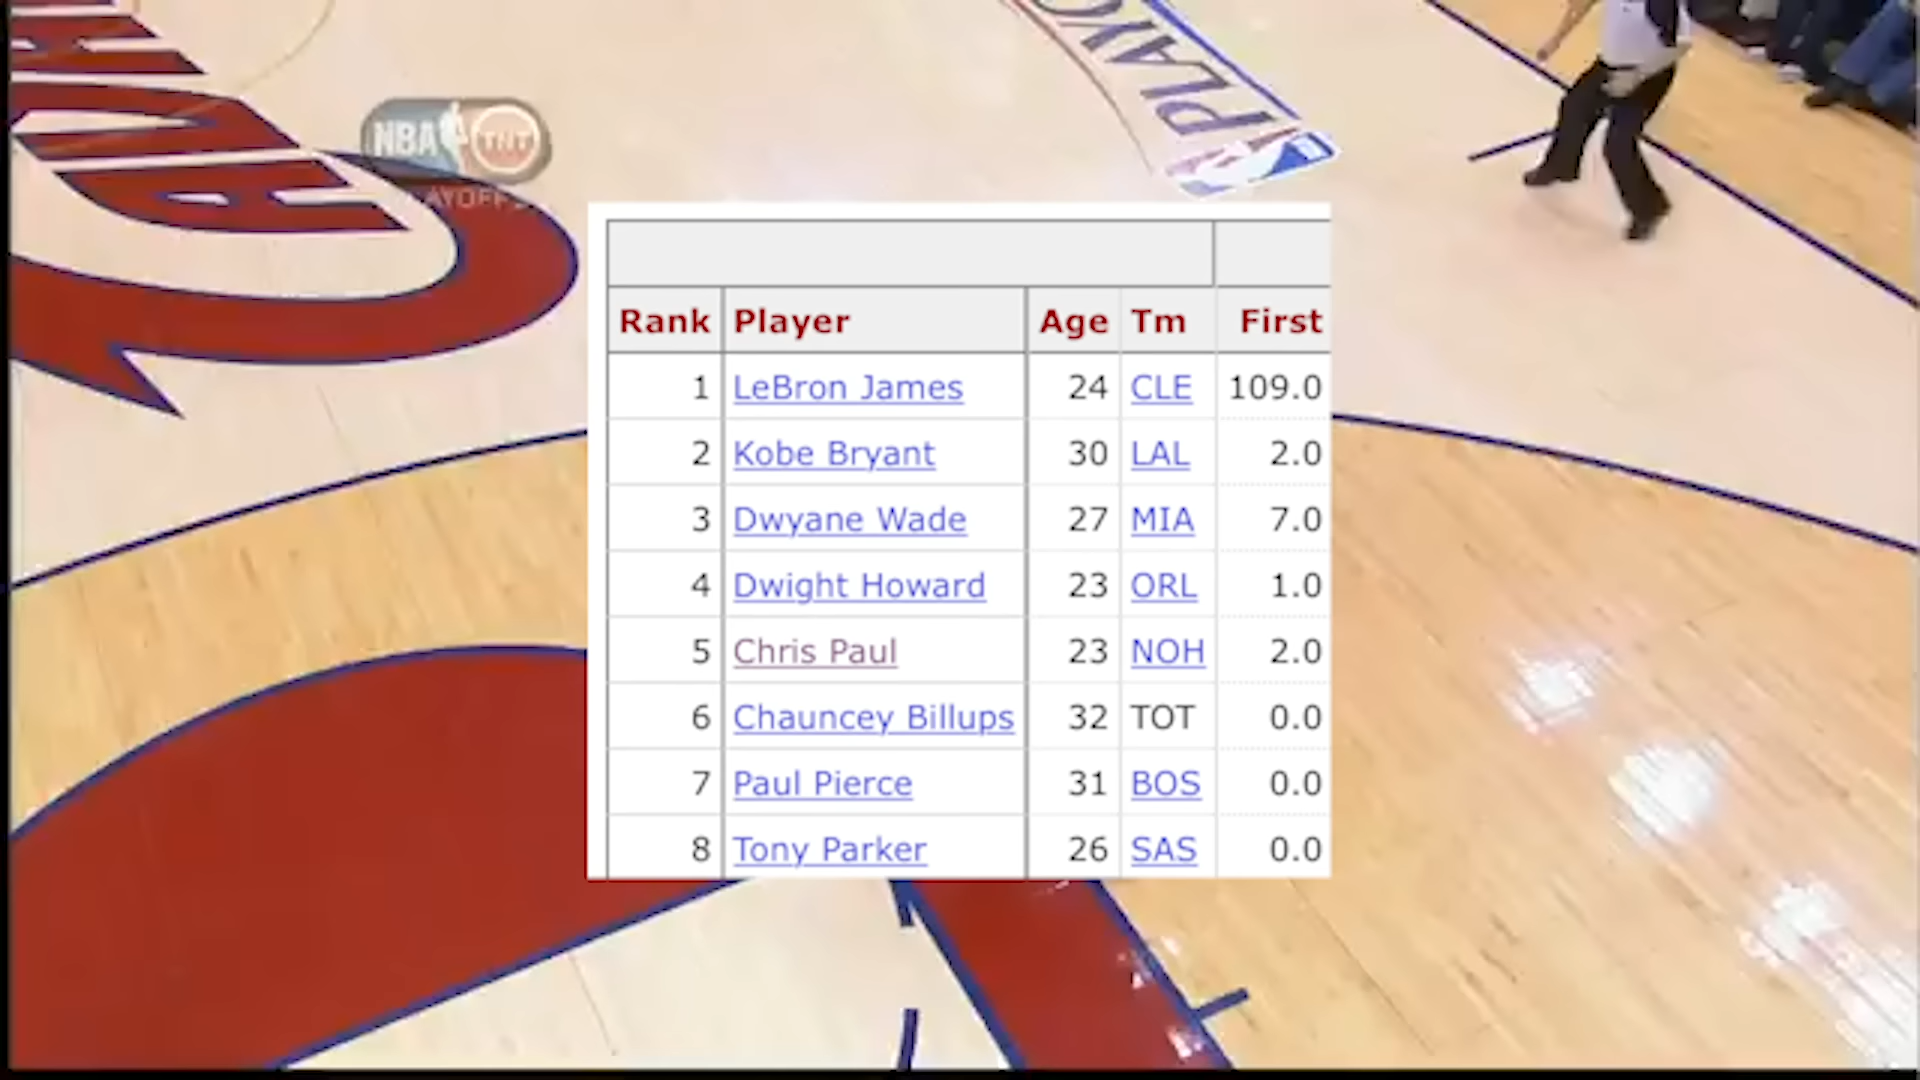 NBA TNT
PLAYOFFS
PLAYO
Rank Player Age Tm First
1 LeBron James 24 CLE 109.0
2 Kobe Bryant 30 LAL 2.0
3 Dwyane Wade 27 MIA 7.0
4 Dwight Howard 23 ORL 1.0
5 Chris Paul 23 NOH 2.0
6 Chauncey Billups 32 TOT 0.0
7 Paul Pierce 31 BOS 0.0
8 Tony Parker 26 SAS 0.0